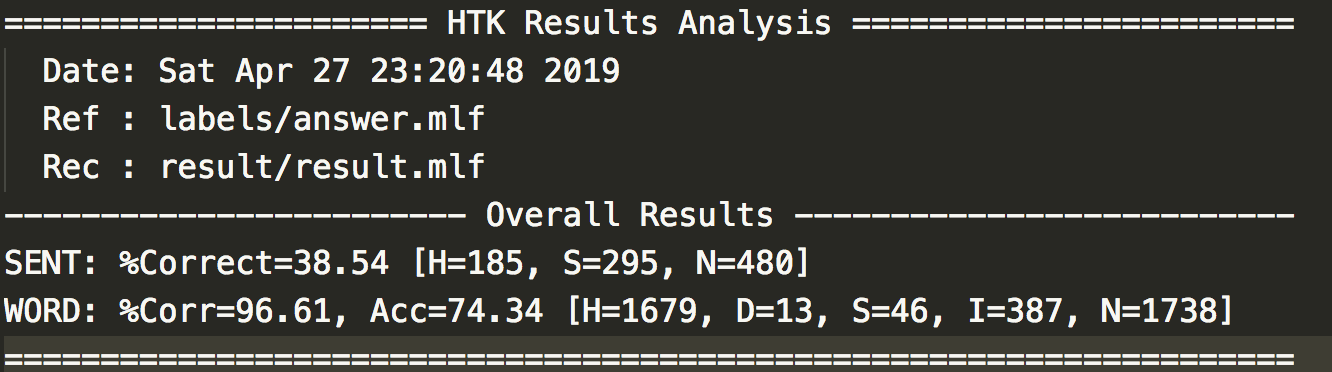 ====================== HTK Results Analysis =======================
Date: Sat Apr 27 23:20:48 2019
Ref : labels/answer.mlf
Rec : result/result.mlf
------------------------ Overall Results --------------------------
SENT: %Correct=38.54 [H=185, S=295, N=480]
WORD: %Corr=96.61, Acc=74.34 [H=1679, D=13, S=46, I=387, N=1738]
===================================================================